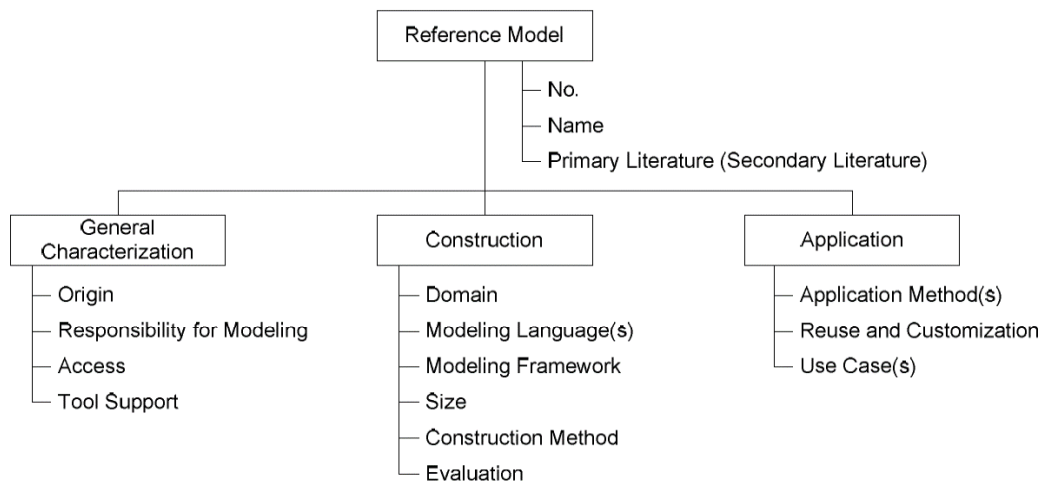 Reference Model
No.
Name
Primary Literature (Secondary Literature)
General
Characterization
Origin
Responsibility for Modeling
Access
Tool Support
Construction
Domain
Modeling Language(s)
Modeling Framework
Size
Construction Method
Evaluation
Application
Application Method(s)
Reuse and Customization
Use Case(s)